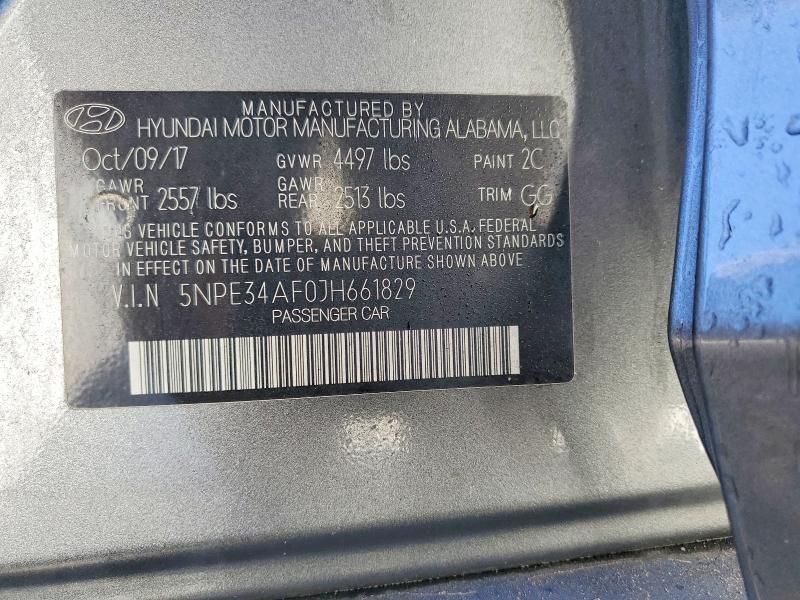 MANUFACTURED BY
HYUNDAI MOTOR MANUFACTURING ALABAMA, LLC
Oct/09/17 GVWR 4497 lbs PAINT 2C
GAWR FRONT 2557 lbs GAWR REAR 2513 lbs TRIM GG
THIS VEHICLE CONFORMS TO ALL APPLICABLE U.S.A. FEDERAL
MOTOR VEHICLE SAFETY, BUMPER, AND THEFT PREVENTION STANDARDS
IN EFFECT ON THE DATE OF MANUFACTURE SHOWN ABOVE
V.I.N 5NPE34AF0JH661829
PASSENGER CAR